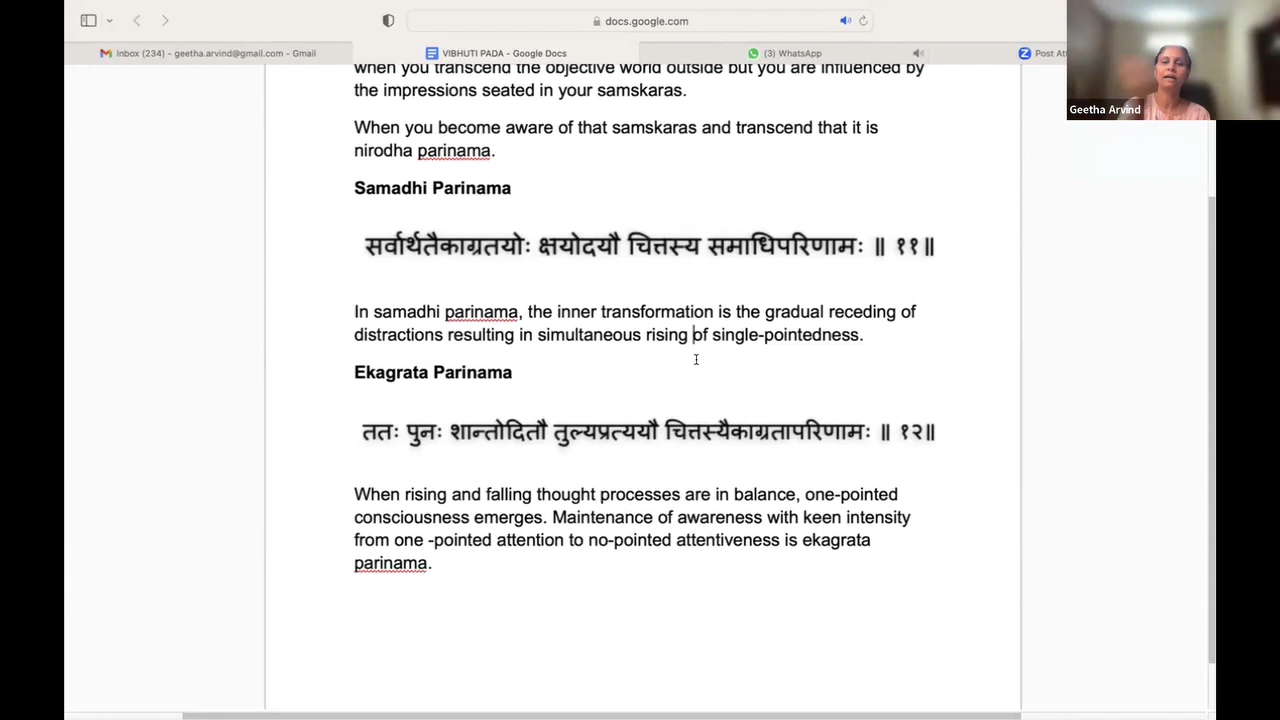 docs.google.com
Inbox (234) - geetha.arvind@gmail.com - Gmail
VIBHUTI PADA - Google Docs
(3) WhatsApp
Post At
Geetha Arvind
when you transcend the objective world outside but you are influenced by
the impressions seated in your samskaras.
When you become aware of that samskaras and transcend that it is
nirodha parinama.
Samadhi Parinama
सर्वार्थतैकाग्रतयोः क्षयोदयौ चित्तस्य समाधिपरिणामः ॥ ११॥
In samadhi parinama, the inner transformation is the gradual receding of
distractions resulting in simultaneous rising of single-pointedness.
Ekagrata Parinama
ततः पुनः शान्तोदितौ तुल्यप्रत्ययौ चित्तस्यैकाग्रतापरिणामः ॥ १२॥
When rising and falling thought processes are in balance, one-pointed
consciousness emerges. Maintenance of awareness with keen intensity
from one -pointed attention to no-pointed attentiveness is ekagrata
parinama.